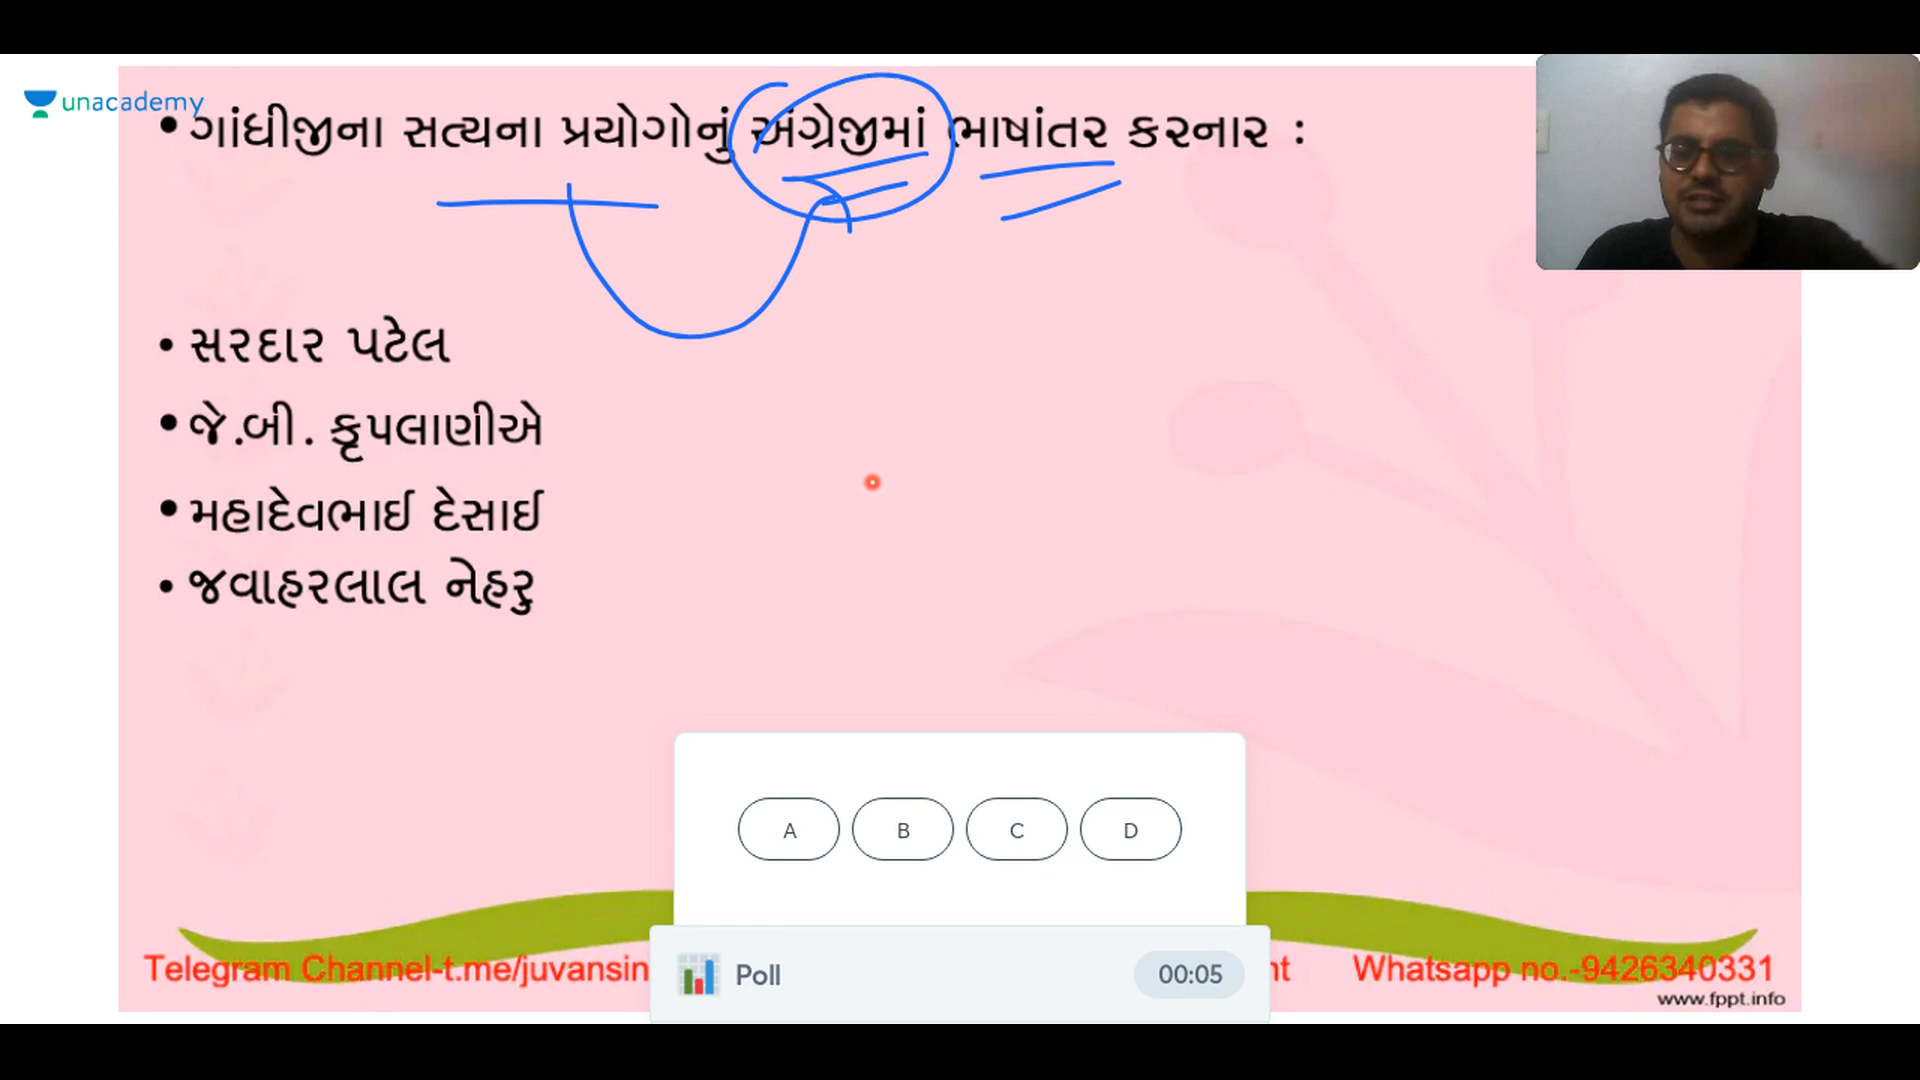 unacademy
• ગાંધીજીના સત્યના પ્રયોગોનું અંગ્રેજીમાં ભાષાંતર કરનાર :
• સરદાર પટેલ
• જે.બી. કૃપલાણીએ
• મહાદેવભાઈ દેસાઈ
• જવાહરલાલ નેહરુ
A B C D
Poll 00:05
Telegram Channel-t.me/juvansin nt Whatsapp no.-9426340331
www.fppt.info